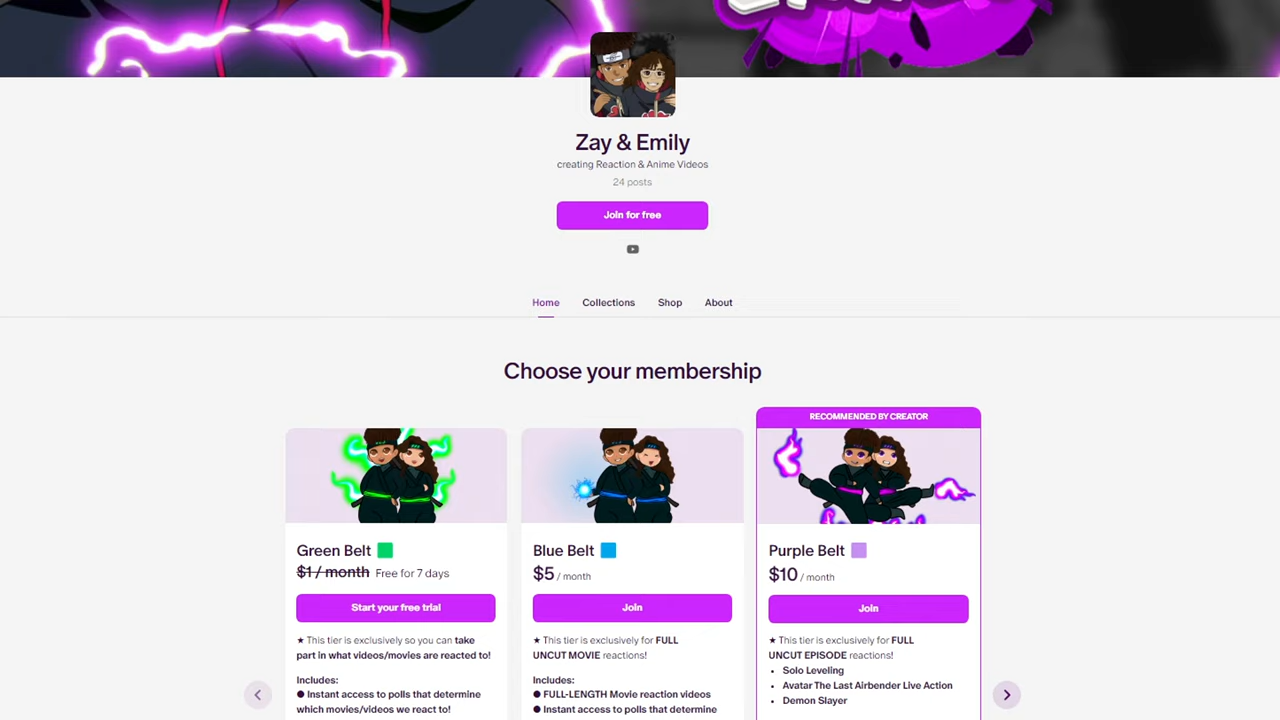 Zay & Emily
creating Reaction & Anime Videos
24 posts
Join for free
Home
Collections
Shop
About
Choose your membership
Green Belt
$1 / month Free for 7 days
Start your free trial
★ This tier is exclusively so you can take
part in what videos/movies are reacted to!
Includes:
● Instant access to polls that determine
which movies/videos we react to!
Blue Belt
$5 / month
Join
★ This tier is exclusively for FULL
UNCUT MOVIE reactions!
Includes:
● FULL-LENGTH Movie reaction videos
● Instant access to polls that determine
RECOMMENDED BY CREATOR
Purple Belt
$10 / month
Join
★ This tier is exclusively for FULL
UNCUT EPISODE reactions!
• Solo Leveling
• Avatar The Last Airbender Live Action
• Demon Slayer